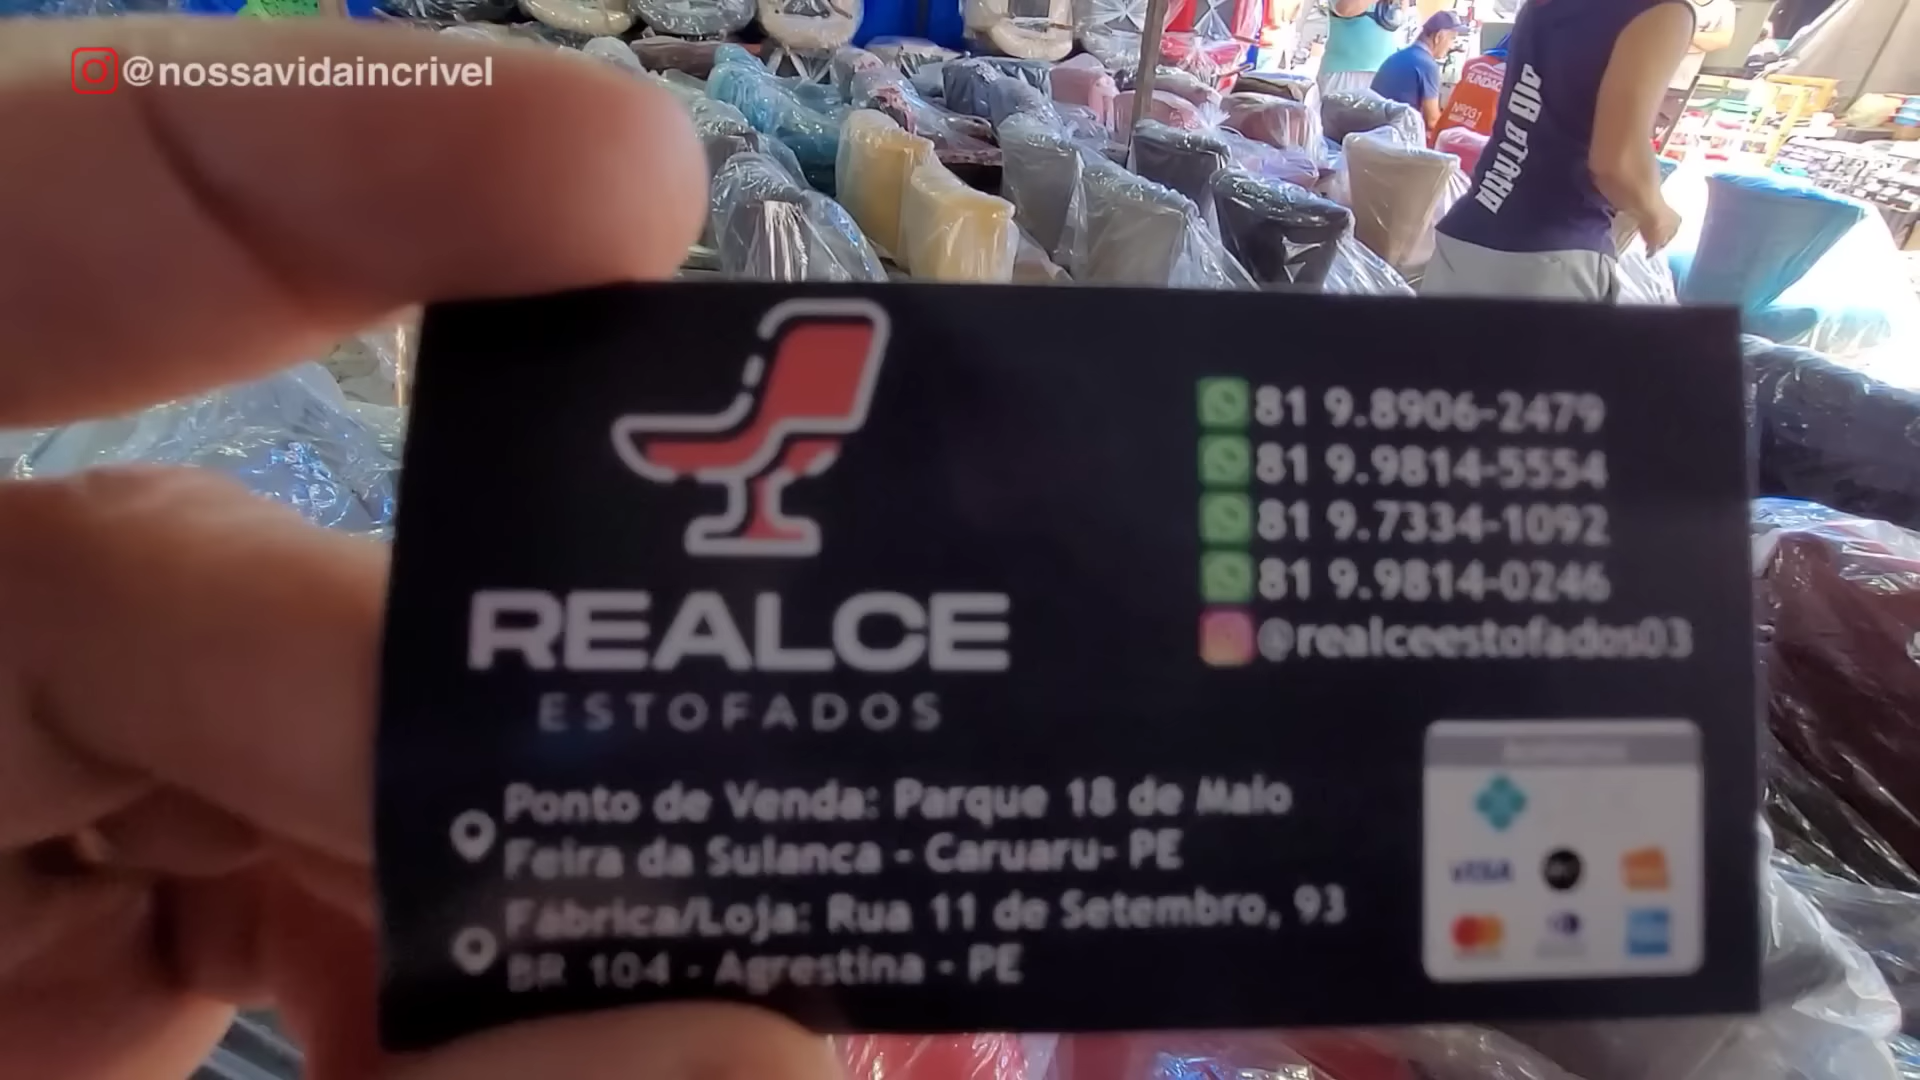 @nossavidaincrivel
REALCE
ESTOFADOS
81 9.8906-2479
81 9.9814-5554
81 9.7334-1092
81 9.9814-0246
@realceestofados03
Ponto de Venda: Parque 18 de Maio
Feira da Sulanca - Caruaru- PE
Fábrica/Loja: Rua 11 de Setembro, 93
BR 104 - Agrestina - PE
VISA